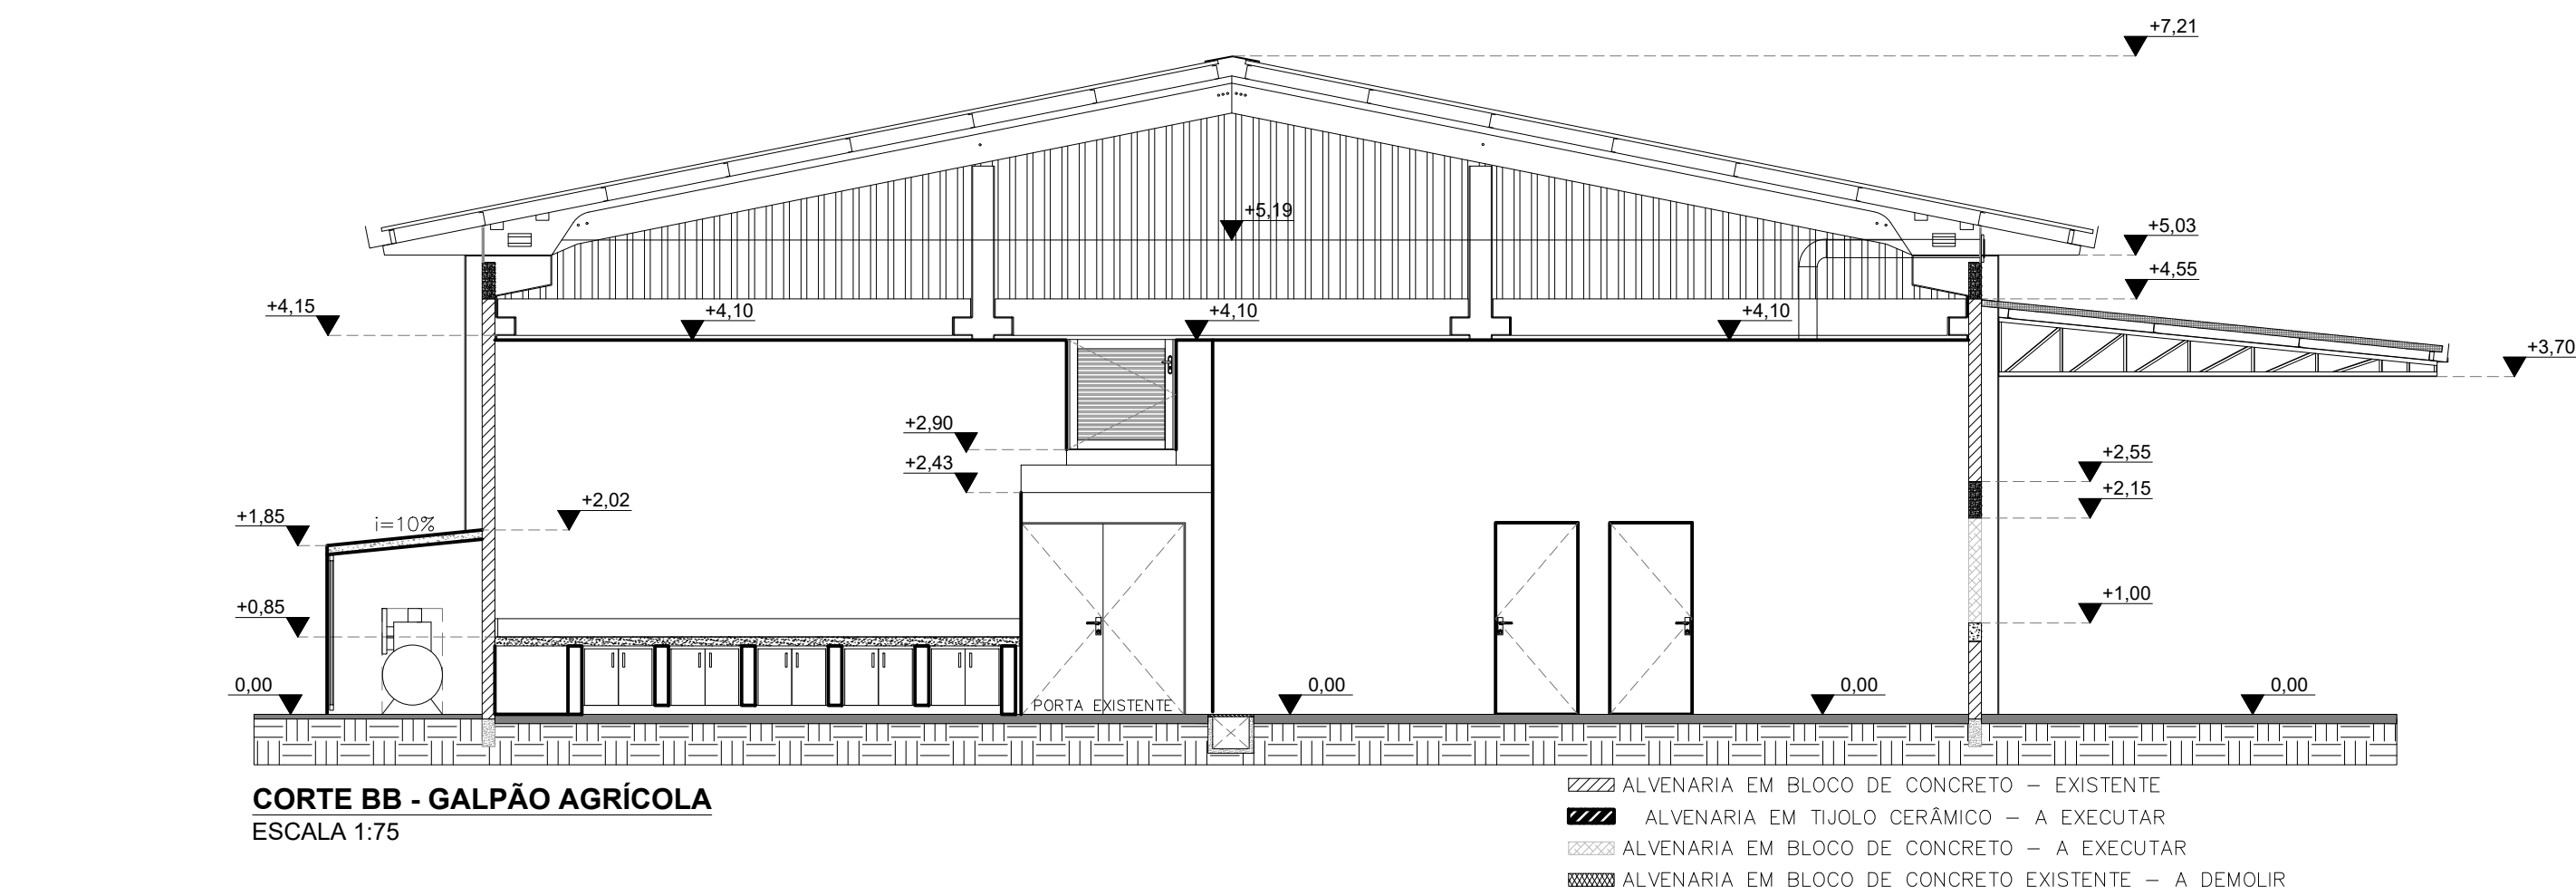 +7,21
+5,19
+5,03
+4,55
+4,15
+4,10
+4,10
+4,10
+3,70
+2,90
+2,43
+2,55
+2,15
+2,02
+1,85
i=10%
+0,85
+1,00
0,00
0,00
0,00
0,00
PORTA EXISTENTE
CORTE BB - GALPÃO AGRÍCOLA
ESCALA 1:75
ALVENARIA EM BLOCO DE CONCRETO – EXISTENTE
ALVENARIA EM TIJOLO CERÂMICO – A EXECUTAR
ALVENARIA EM BLOCO DE CONCRETO – A EXECUTAR
ALVENARIA EM BLOCO DE CONCRETO EXISTENTE – A DEMOLIR